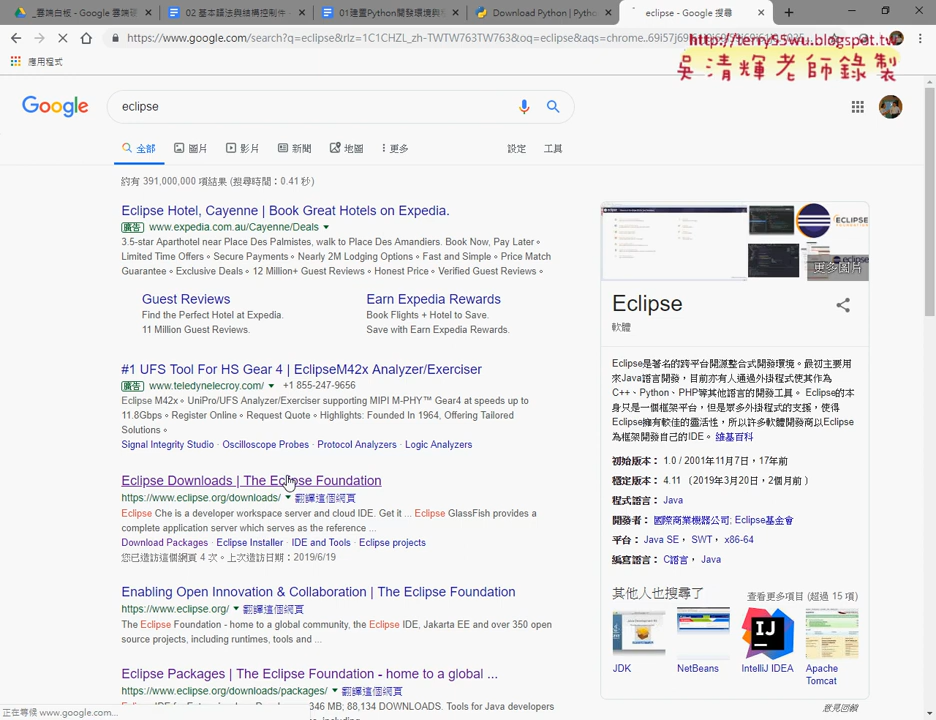 _雲端白板 - Google 雲端硬
02 基本語法與結構控制件 -
01建置Python開發環境與
Download Python | Pytho
eclipse - Google 搜尋
https://www.google.com/search?q=eclipse&rlz=1C1CHZL_zh-TWTW763TW763&oq=eclipse&aqs=chrome..69i57j69i
http://terry55wu.blogspot.tw
吳清輝老師錄製
應用程式
Google
eclipse
全部
圖片
影片
新聞
地圖
更多
設定
工具
約有 391,000,000 項結果 (搜尋時間：0.41 秒)
Eclipse Hotel, Cayenne | Book Great Hotels on Expedia.
廣告 www.expedia.com.au/Cayenne/Deals
3.5-star Aparthotel near Place Des Palmistes, walk to Place Des Amandiers. Book Now, Pay Later。
Limited Time Offers。Secure Payments。Nearly 2M Lodging Options。Fast and Simple。Price Match
Guarantee。Exclusive Deals。12 Million+ Guest Reviews。Honest Price。Verified Guest Reviews。
Guest Reviews
Find the Perfect Hotel at Expedia.
11 Million Guest Reviews.
Earn Expedia Rewards
Book Flights + Hotel to Save.
Save with Earn Expedia Rewards.
#1 UFS Tool For HS Gear 4 | EclipseM42x Analyzer/Exerciser
廣告 www.teledynelecroy.com/ +1 855-247-9656
Eclipse M42x。UniPro/UFS Analyzer/Exerciser supporting MIPI M-PHY™ Gear4 at speeds up to
11.8Gbps。Register Online。Request Quote。Highlights: Founded In 1964, Offering Tailored
Solutions。
Signal Integrity Studio · Oscilloscope Probes · Protocol Analyzers · Logic Analyzers
Eclipse Downloads | The Eclipse Foundation
https://www.eclipse.org/downloads/ 翻譯這個網頁
Eclipse Che is a developer workspace server and cloud IDE. Get it ... Eclipse GlassFish provides a
complete application server which serves as the reference ...
Download Packages · Eclipse Installer · IDE and Tools · Eclipse projects
您已造訪這個網頁 4 次。上次造訪日期：2019/6/19
Enabling Open Innovation & Collaboration | The Eclipse Foundation
https://www.eclipse.org/ 翻譯這個網頁
The Eclipse Foundation - home to a global community, the Eclipse IDE, Jakarta EE and over 350 open
source projects, including runtimes, tools and ...
Eclipse Packages | The Eclipse Foundation - home to a global ...
https://www.eclipse.org/downloads/packages/ 翻譯這個網頁
346 MB; 88,134 DOWNLOADS. Tools for Java developers
正在等候 www.google.com...
ECLIPSE
FOUNDATION
更多圖片
Eclipse
軟體
Eclipse是著名的跨平台開源整合式開發環境。最初主要用
來Java語言開發，目前亦有人通過外掛程式使其作為
C++、Python、PHP等其他語言的開發工具。 Eclipse的本
身只是一個框架平台，但是眾多外掛程式的支援，使得
Eclipse擁有較佳的靈活性，所以許多軟體開發商以Eclipse
為框架開發自己的IDE。 維基百科
初始版本： 1.0 / 2001年11月7日，17年前
穩定版本： 4.11 （2019年3月20日，2個月前）
程式語言： Java
開發者： 國際商業機器公司; Eclipse基金會
平台： Java SE、 SWT、 x86-64
編寫語言： C語言， Java
其他人也搜尋了
查看更多項目 (超過 15 項)
IJ
JDK
NetBeans
IntelliJ IDEA
Apache
Tomcat
意見回饋